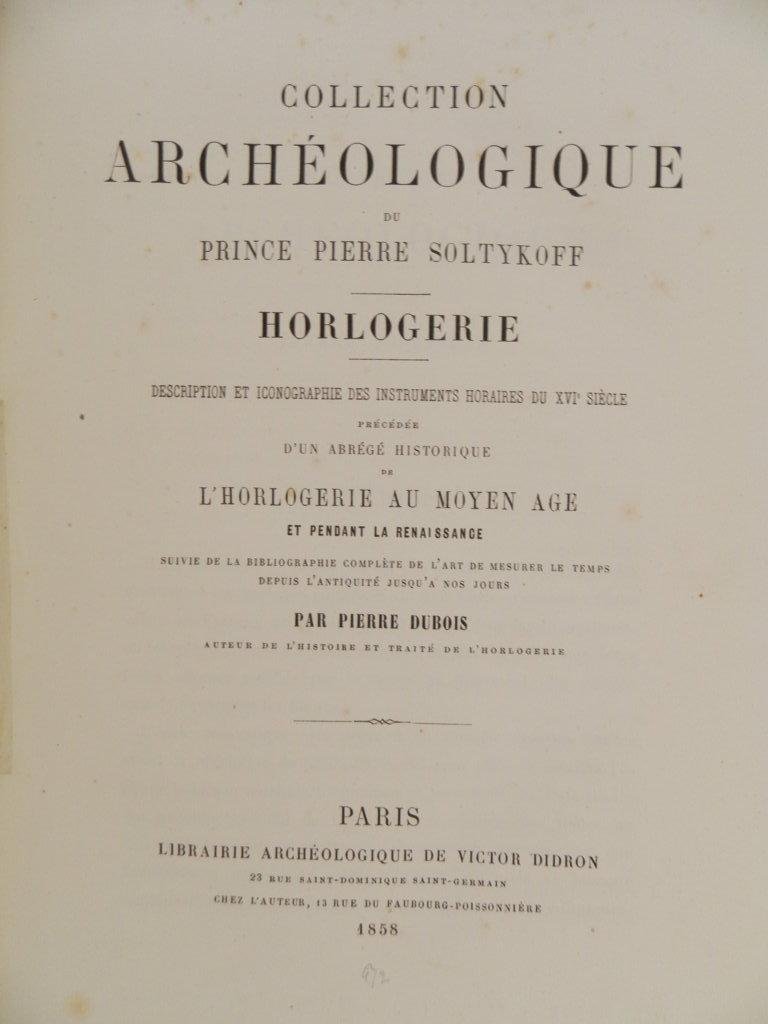 COLLECTION
ARCHÉOLOGIQUE
DU
PRINCE PIERRE SOLTYKOFF
HORLOGERIE
DESCRIPTION ET ICONOGRAPHIE DES INSTRUMENTS HORAIRES DU XVIe SIÈCLE
PRÉCÉDÉE
D'UN ABRÉGÉ HISTORIQUE
DE
L'HORLOGERIE AU MOYEN AGE
ET PENDANT LA RENAISSANCE
SUIVIE DE LA BIBLIOGRAPHIE COMPLÈTE DE L'ART DE MESURER LE TEMPS
DEPUIS L'ANTIQUITÉ JUSQU'A NOS JOURS
PAR PIERRE DUBOIS
AUTEUR DE L'HISTOIRE ET TRAITÉ DE L'HORLOGERIE
PARIS
LIBRAIRIE ARCHÉOLOGIQUE DE VICTOR DIDRON
23 RUE SAINT-DOMINIQUE SAINT-GERMAIN
CHEZ L'AUTEUR, 13 RUE DU FAUBOURG-POISSONNIÈRE
1858